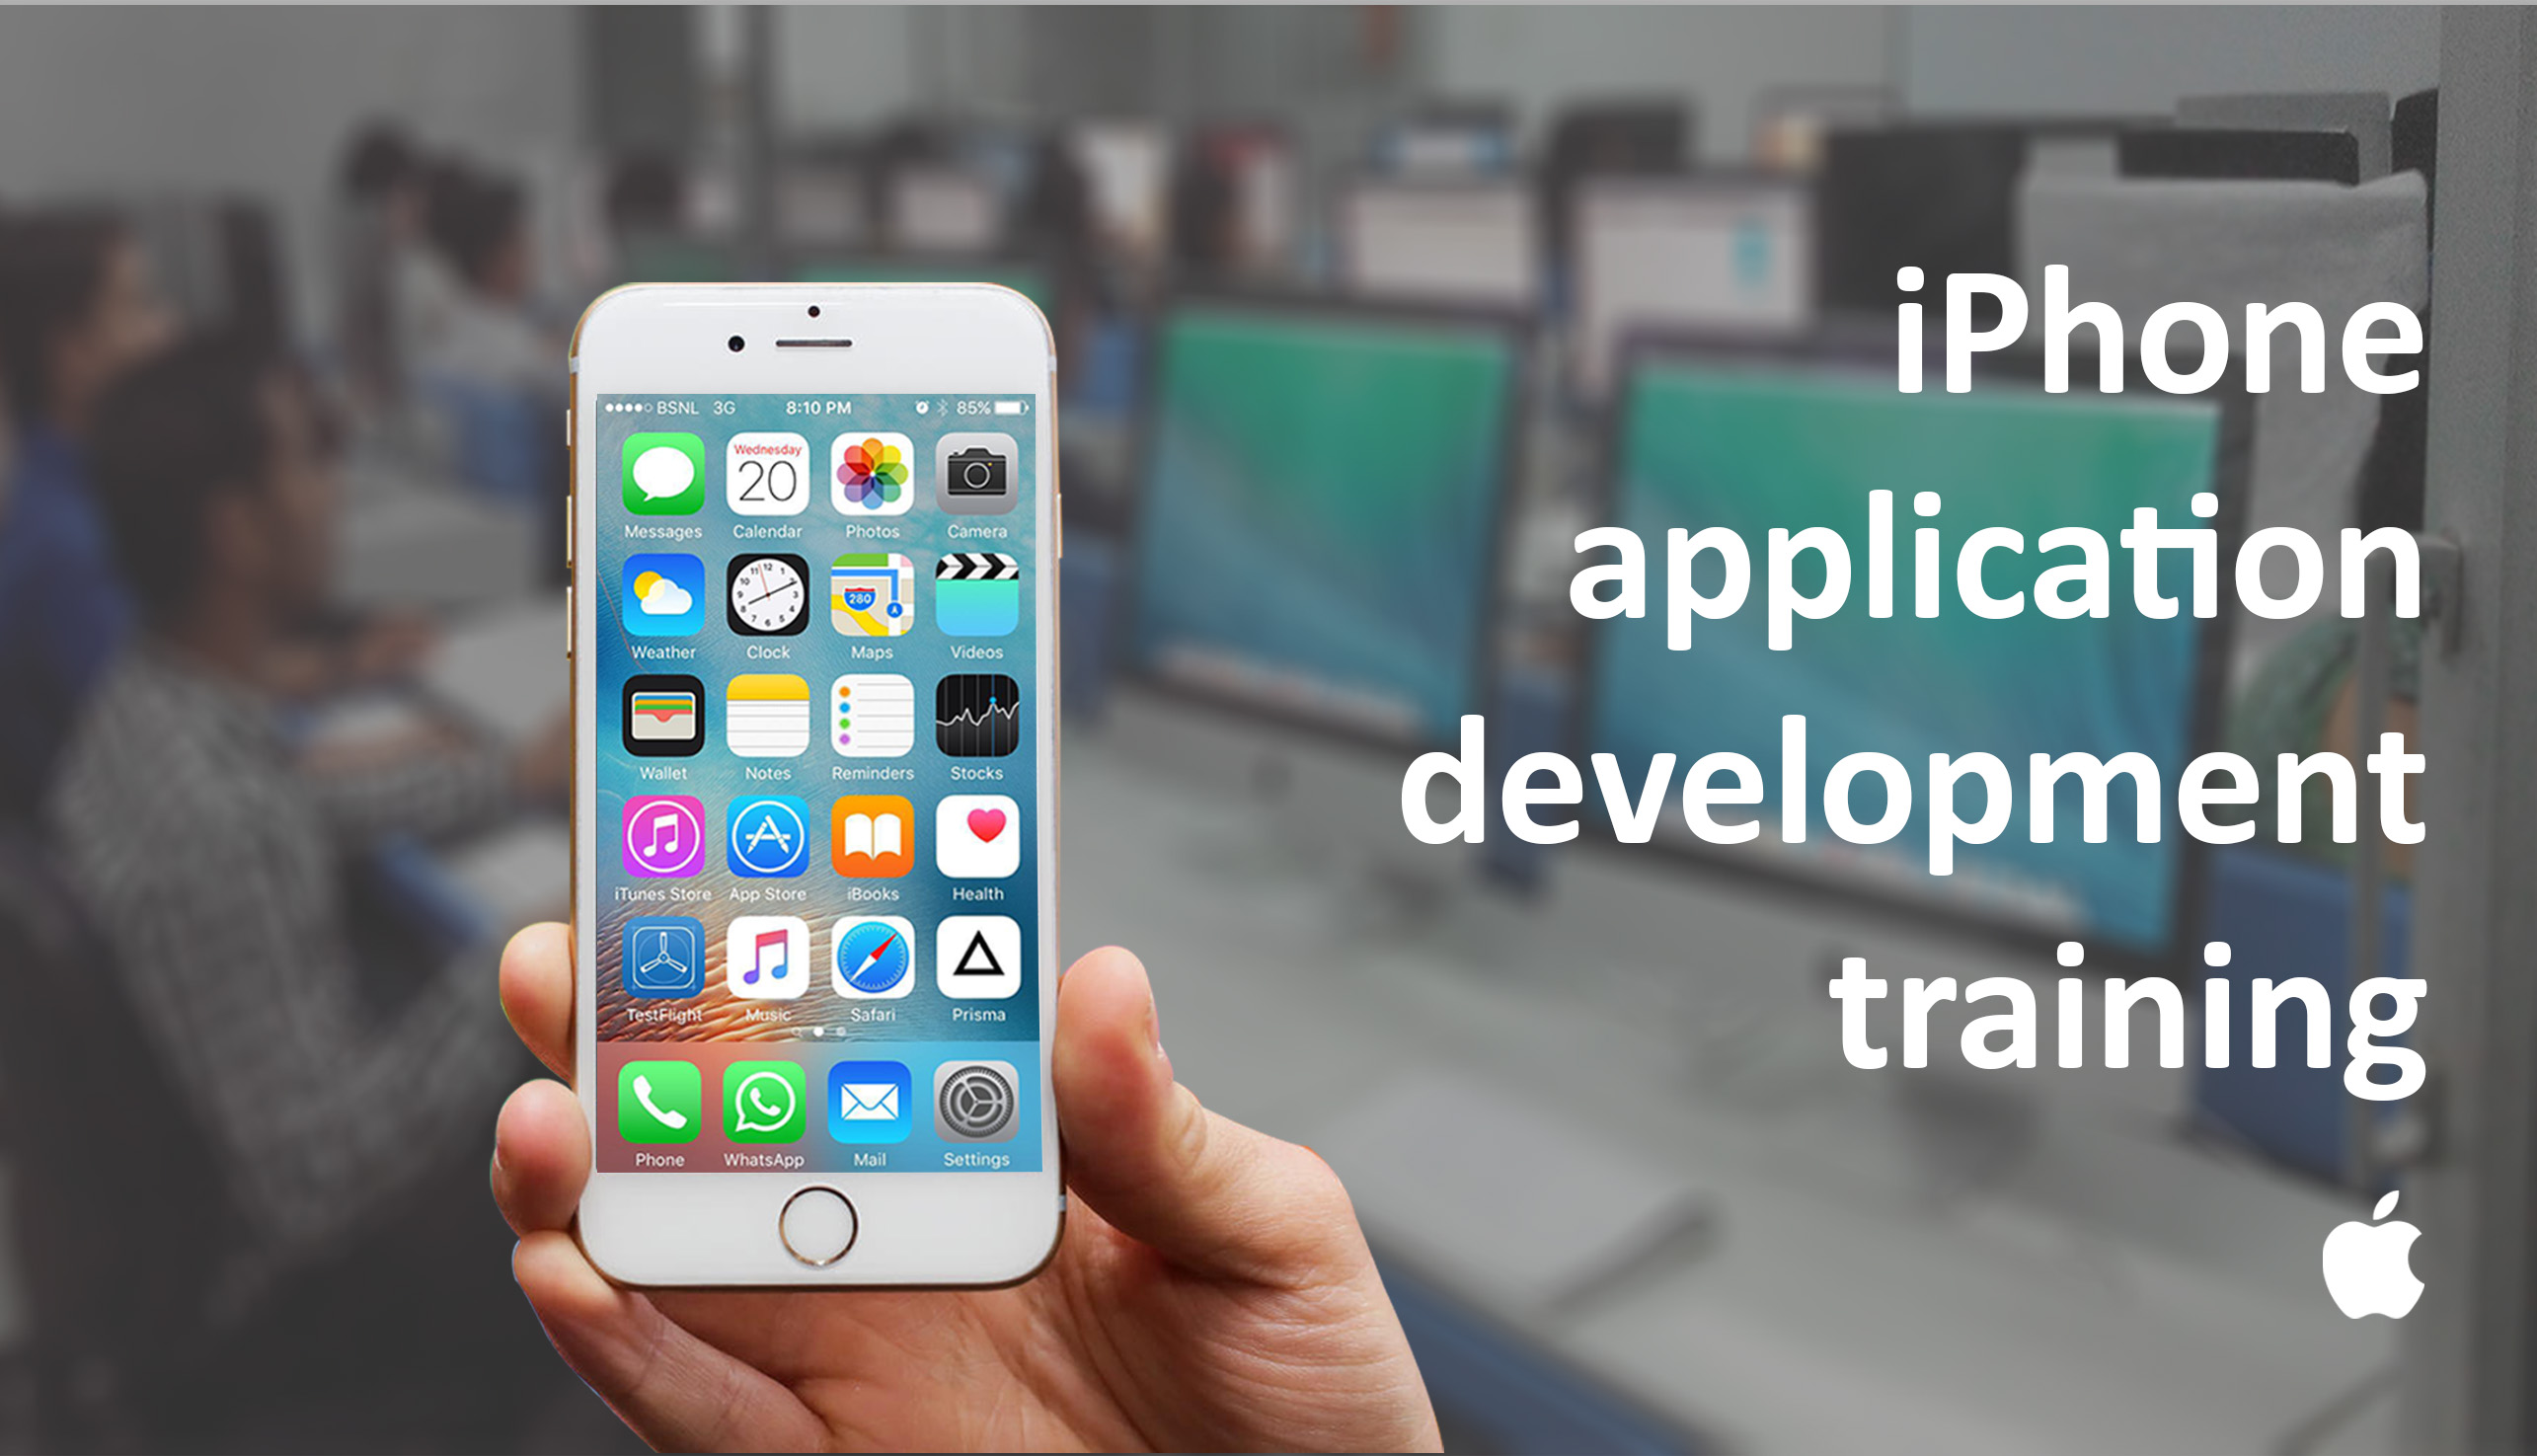 iPhone
application
development
training
BSNL 3G 8:10 PM 85%
Wednesday
20
Messages Calendar Photos Camera
280
Weather Clock Maps Videos
Wallet Notes Reminders Stocks
iTunes Store App Store iBooks Health
TestFlight Music Safari Prisma
Phone WhatsApp Mail Settings